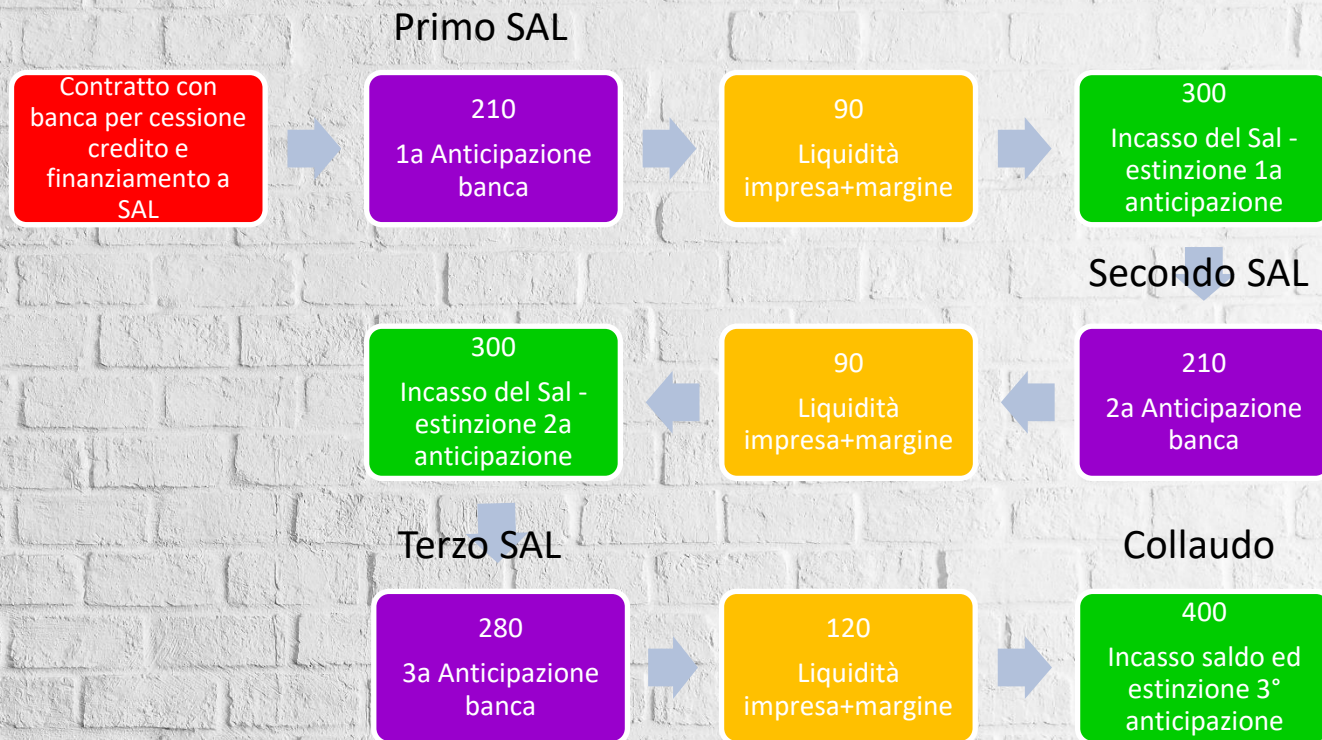 Primo SAL
Contratto con
banca per cessione
credito e
finanziamento a
SAL
210
1a Anticipazione
banca
90
Liquidità
impresa+margine
300
Incasso del Sal -
estinzione 1a
anticipazione
Secondo SAL
210
2a Anticipazione
banca
90
Liquidità
impresa+margine
300
Incasso del Sal -
estinzione 2a
anticipazione
Terzo SAL
280
3a Anticipazione
banca
120
Liquidità
impresa+margine
Collaudo
400
Incasso saldo ed
estinzione 3°
anticipazione